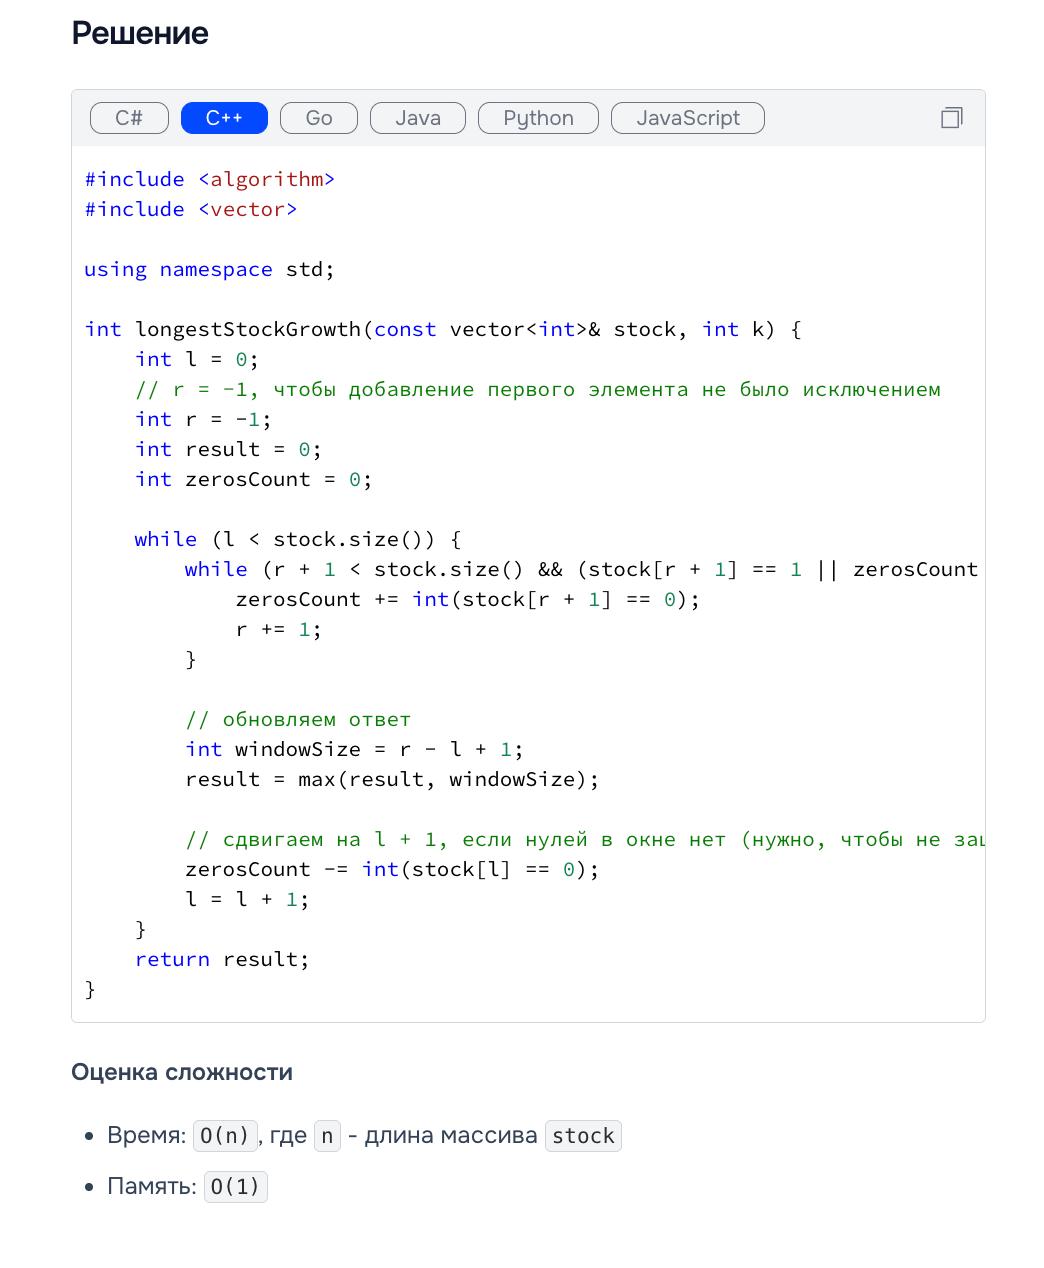 Решение
C# C++ Go Java Python JavaScript
#include <algorithm>
#include <vector>
using namespace std;
int longestStockGrowth(const vector<int>& stock, int k) {
    int l = 0;
    // r = -1, чтобы добавление первого элемента не было исключением
    int r = -1;
    int result = 0;
    int zerosCount = 0;
    while (l < stock.size()) {
        while (r + 1 < stock.size() && (stock[r + 1] == 1 || zerosCount
            zerosCount += int(stock[r + 1] == 0);
            r += 1;
        }
        // обновляем ответ
        int windowSize = r - l + 1;
        result = max(result, windowSize);
        // сдвигаем на l + 1, если нулей в окне нет (нужно, чтобы не
        zerosCount -= int(stock[l] == 0);
        l = l + 1;
    }
    return result;
}
Оценка сложности
• Время: O(n), где n - длина массива stock
• Память: O(1)